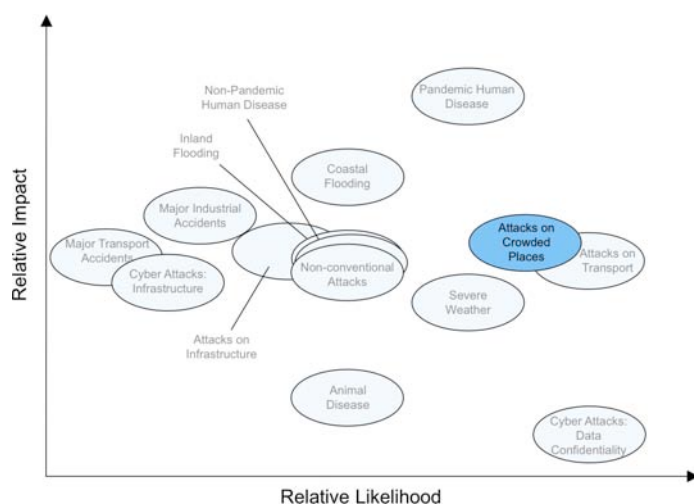 Non-Pandemic
Human Disease
Pandemic Human
Disease
Inland
Flooding
Coastal
Flooding
Major Industrial
Accidents
Attacks on
Crowded
Places
Major Transport
Accidents
Attacks on
Transport
Cyber Attacks:
Infrastructure
Non-conventional
Attacks
Severe
Weather
Attacks on
Infrastructure
Animal
Disease
Cyber Attacks:
Data
Confidentiality
Relative Impact
Relative Likelihood